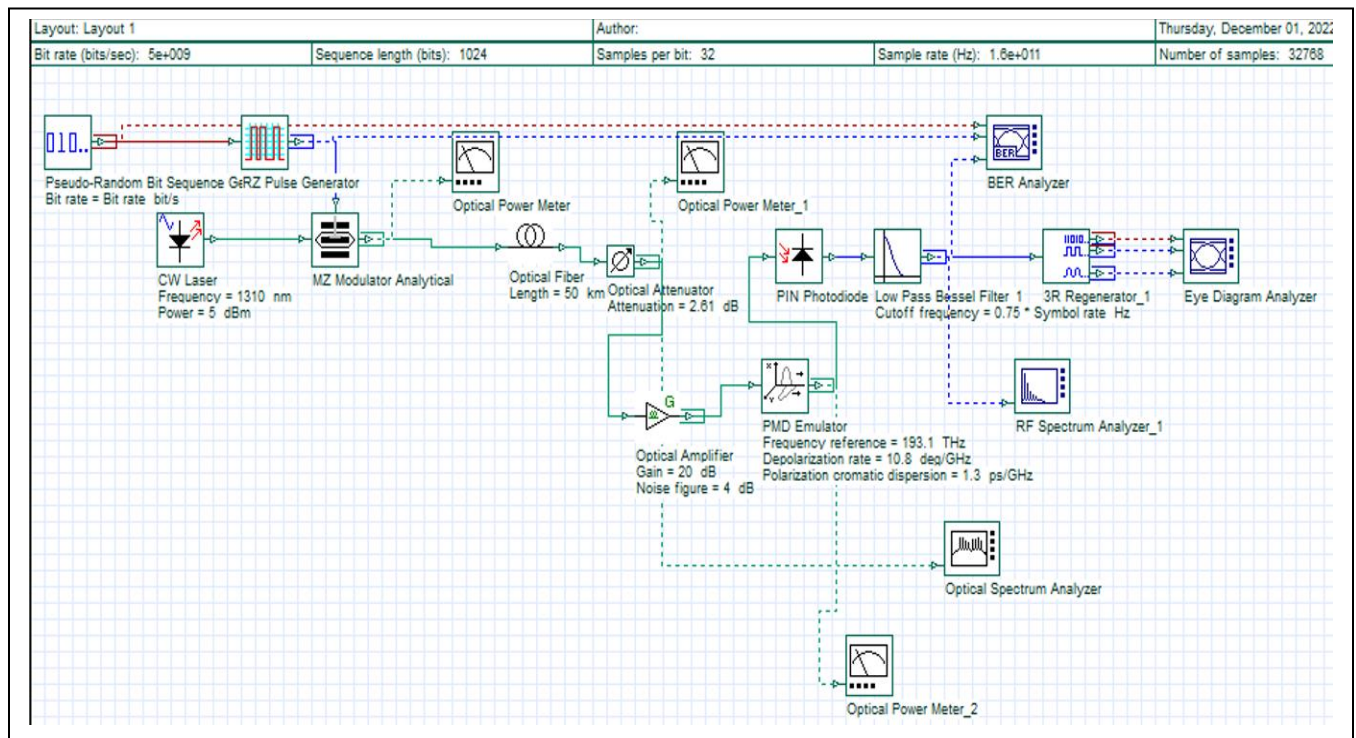 Layout: Layout 1
Author:
Thursday, December 01, 2022
Bit rate (bits/sec): 5e+009
Sequence length (bits): 1024
Samples per bit: 32
Sample rate (Hz): 1.6e+011
Number of samples: 32768
010..
Pseudo-Random Bit Sequence Ge
RZ Pulse Generator
Bit rate = Bit rate bit/s
Optical Power Meter
Optical Power Meter_1
BER
BER Analyzer
CW Laser
Frequency = 1310 nm
Power = 5 dBm
MZ Modulator Analytical
Optical Fiber
Length = 50 km
Optical Attenuator
Attenuation = 2.61 dB
PIN Photodiode
Low Pass Bessel Filter_1
Cutoff frequency = 0.75 * Symbol rate Hz
3R Regenerator_1
Eye Diagram Analyzer
G
Optical Amplifier
Gain = 20 dB
Noise figure = 4 dB
X
Y
PMD Emulator
Frequency reference = 193.1 THz
Depolarization rate = 10.8 deg/GHz
Polarization cromatic dispersion = 1.3 ps/GHz
RF Spectrum Analyzer_1
Optical Spectrum Analyzer
Optical Power Meter_2